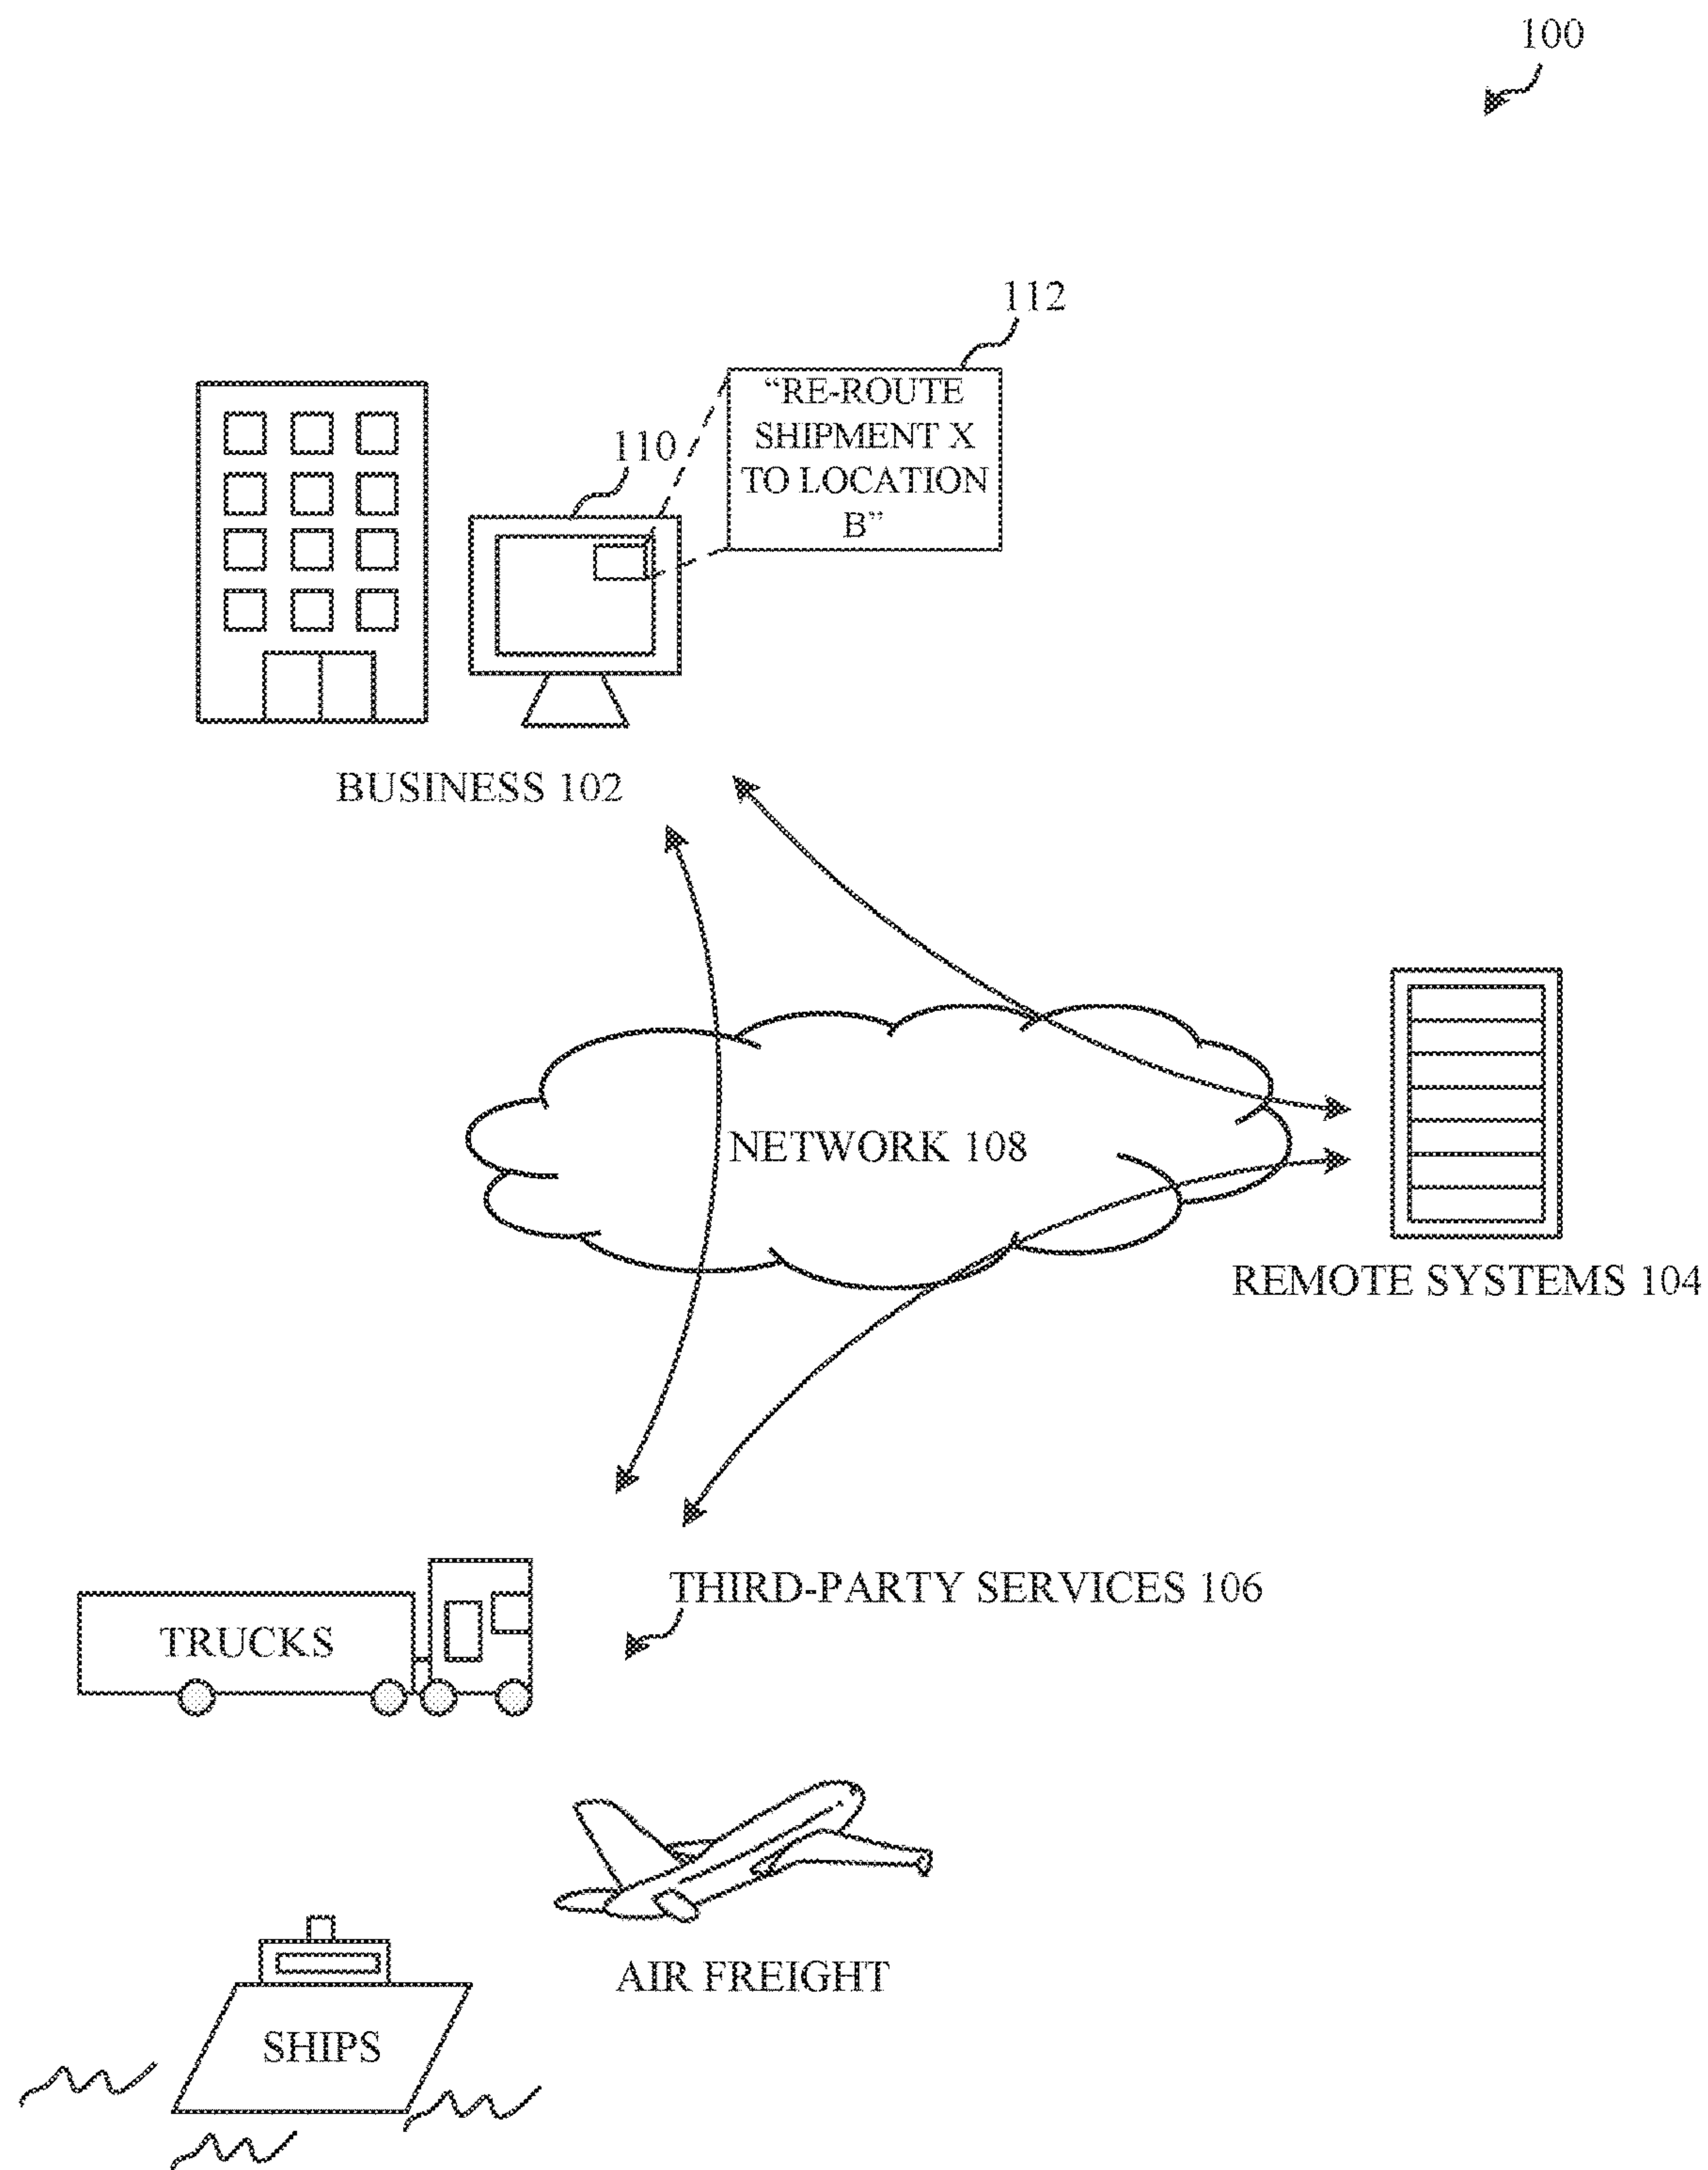 100
112
“RE-ROUTE
SHIPMENT X
TO LOCATION
B”
110
BUSINESS 102
NETWORK 108
REMOTE SYSTEMS 104
THIRD-PARTY SERVICES 106
TRUCKS
AIR FREIGHT
SHIPS